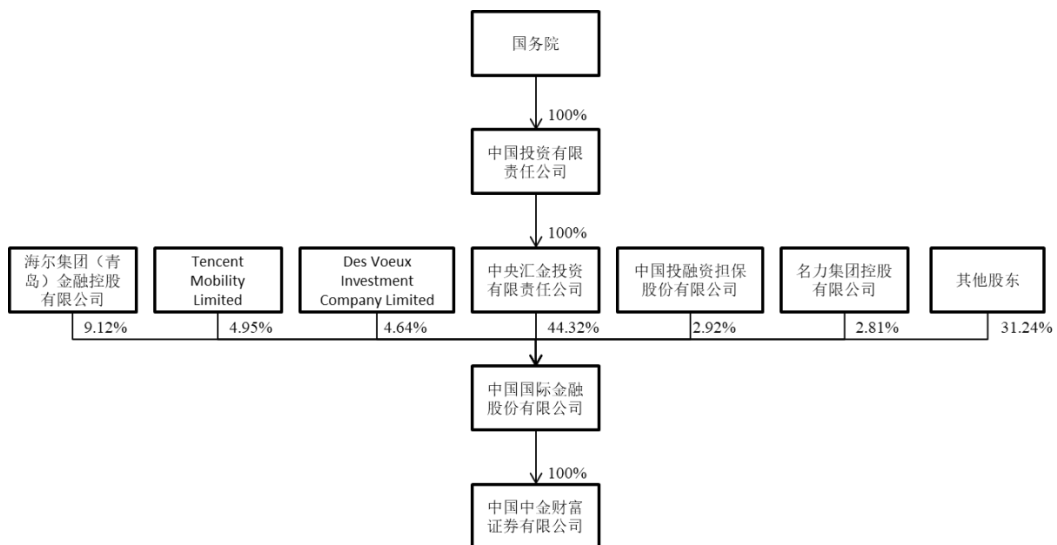 国务院
100%
中国投资有限
责任公司
100%
海尔集团（青
岛）金融控股
有限公司
Tencent
Mobility
Limited
Des Voeux
Investment
Company Limited
中央汇金投资
有限责任公司
中国投融资担保
股份有限公司
名力集团控股
有限公司
其他股东
9.12%
4.95%
4.64%
44.32%
2.92%
2.81%
31.24%
中国国际金融
股份有限公司
100%
中国中金财富
证券有限公司